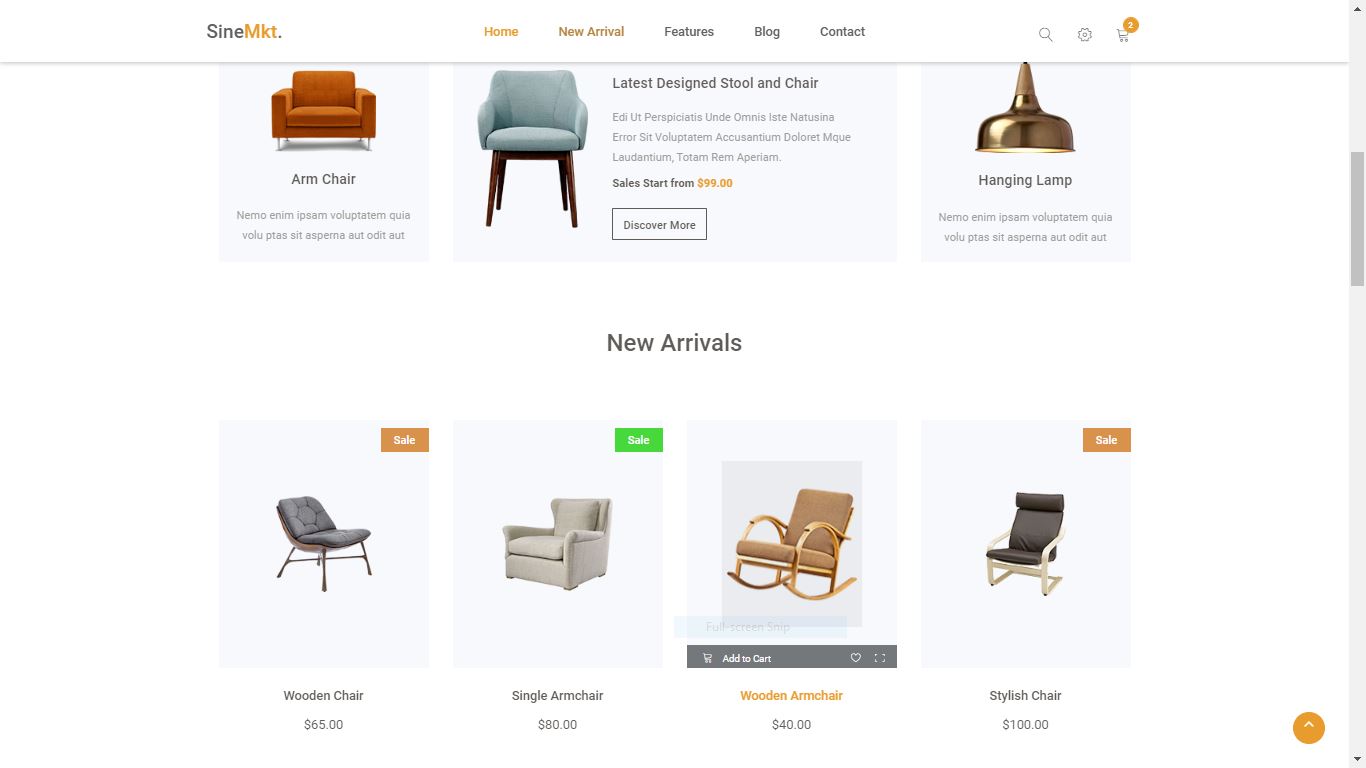 SineMkt.
Home
New Arrival
Features
Blog
Contact
2
Arm Chair
Nemo enim ipsam voluptatem quia
volu ptas sit asperna aut odit aut
Latest Designed Stool and Chair
Edi Ut Perspiciatis Unde Omnis Iste Natusina
Error Sit Voluptatem Accusantium Doloret Mque
Laudantium, Totam Rem Aperiam.
Sales Start from $99.00
Discover More
Hanging Lamp
Nemo enim ipsam voluptatem quia
volu ptas sit asperna aut odit aut
New Arrivals
Sale
Sale
Sale
Full-screen Snip
Add to Cart
Wooden Chair
$65.00
Single Armchair
$80.00
Wooden Armchair
$40.00
Stylish Chair
$100.00